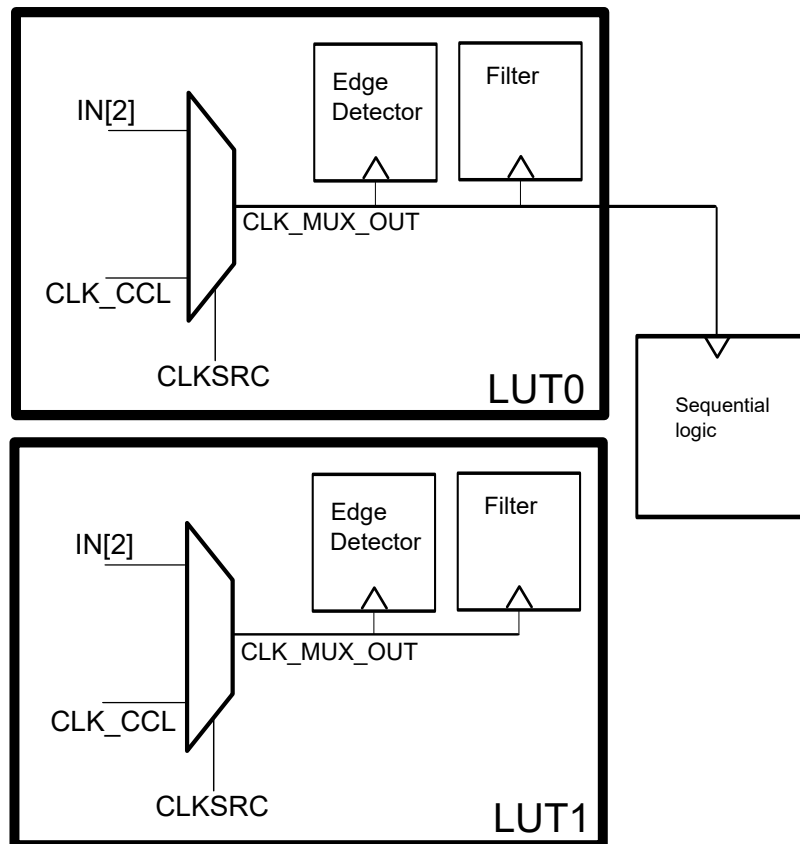 Edge
Detector
Filter
IN[2]
CLK_MUX_OUT
CLK_CCL
CLKSRC
LUT0
Sequential
logic
Edge
Detector
Filter
IN[2]
CLK_MUX_OUT
CLK_CCL
CLKSRC
LUT1